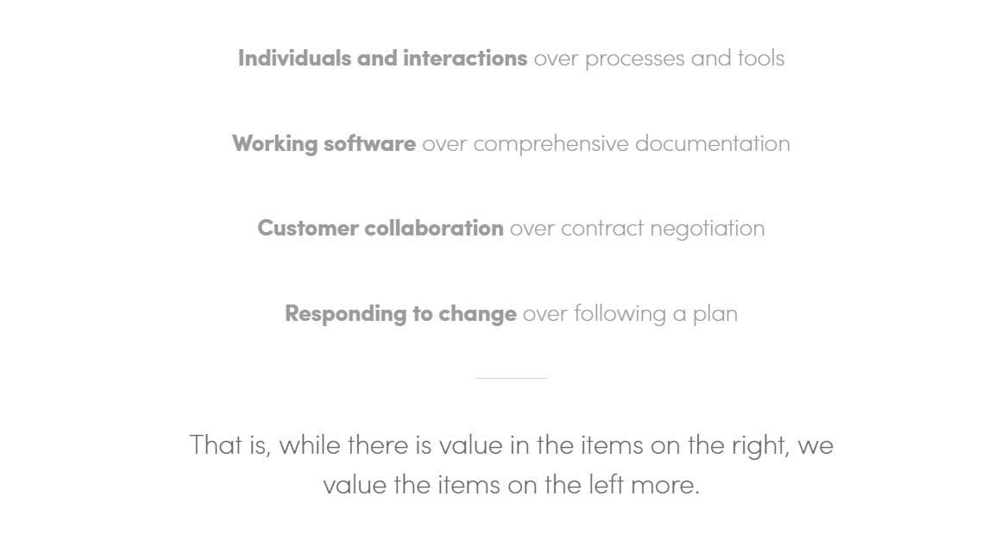 Individuals and interactions over processes and tools
Working software over comprehensive documentation
Customer collaboration over contract negotiation
Responding to change over following a plan
That is, while there is value in the items on the right, we
value the items on the left more.